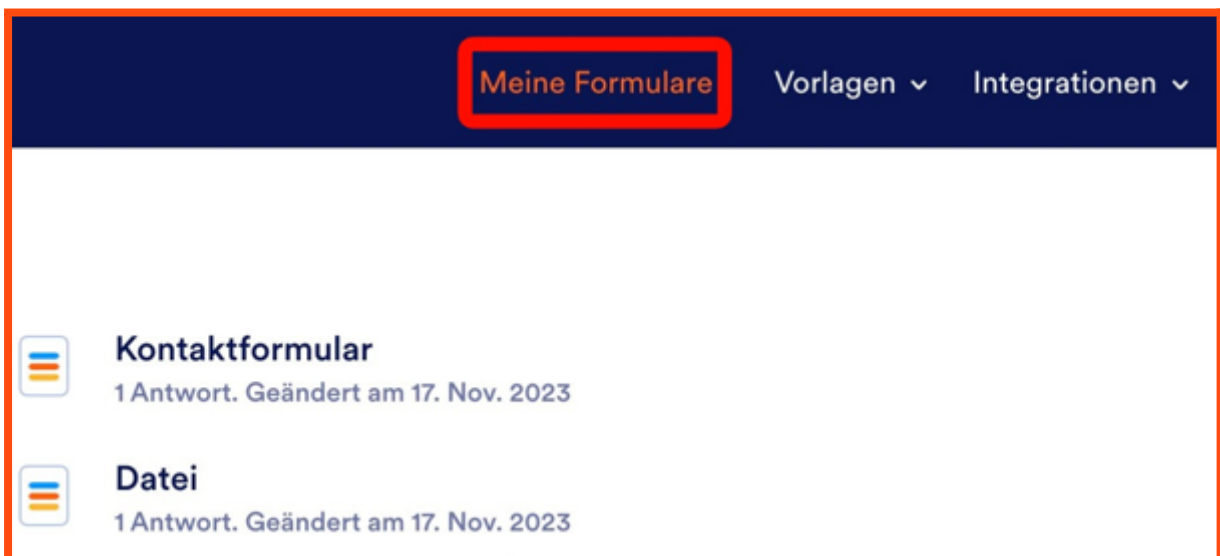 Meine Formulare Vorlagen Integrationen
Kontaktformular
1 Antwort. Geändert am 17. Nov. 2023
Datei
1 Antwort. Geändert am 17. Nov. 2023